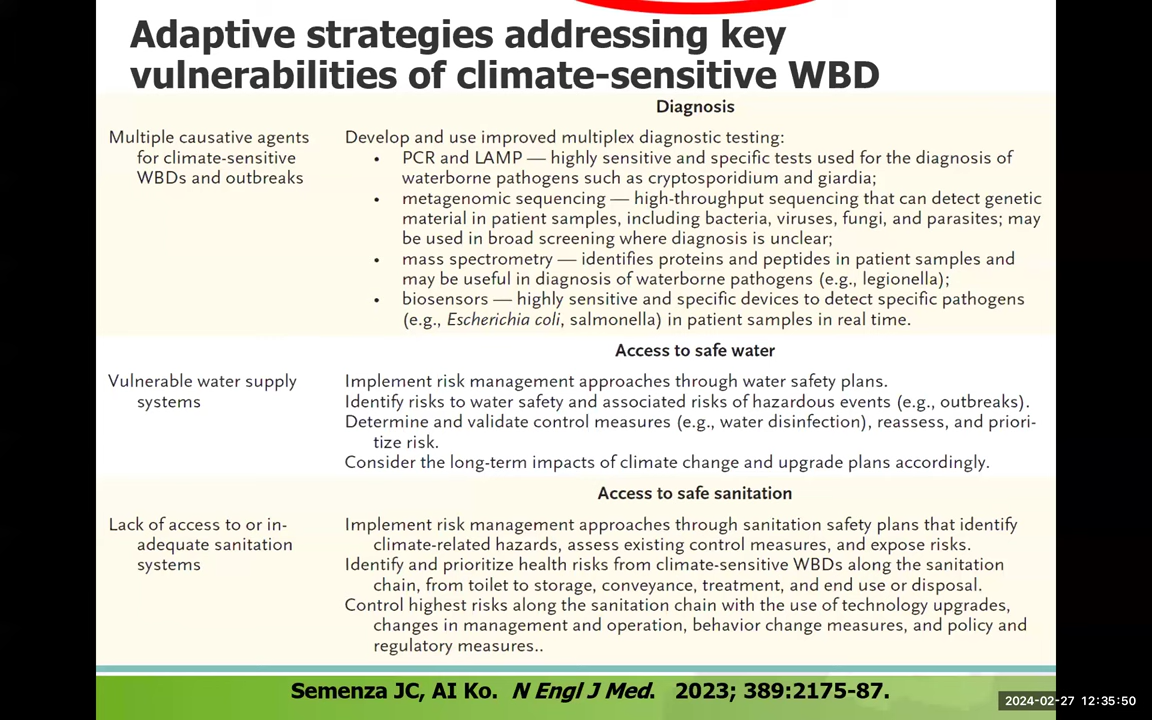 Adaptive strategies addressing key
vulnerabilities of climate-sensitive WBD
Diagnosis
Multiple causative agents
for climate-sensitive
WBDs and outbreaks
Develop and use improved multiplex diagnostic testing:
• PCR and LAMP — highly sensitive and specific tests used for the diagnosis of
waterborne pathogens such as cryptosporidium and giardia;
• metagenomic sequencing — high-throughput sequencing that can detect genetic
material in patient samples, including bacteria, viruses, fungi, and parasites; may
be used in broad screening where diagnosis is unclear;
• mass spectrometry — identifies proteins and peptides in patient samples and
may be useful in diagnosis of waterborne pathogens (e.g., legionella);
• biosensors — highly sensitive and specific devices to detect specific pathogens
(e.g., Escherichia coli, salmonella) in patient samples in real time.
Access to safe water
Vulnerable water supply
systems
Implement risk management approaches through water safety plans.
Identify risks to water safety and associated risks of hazardous events (e.g., outbreaks).
Determine and validate control measures (e.g., water disinfection), reassess, and priori-
tize risk.
Consider the long-term impacts of climate change and upgrade plans accordingly.
Access to safe sanitation
Lack of access to or in-
adequate sanitation
systems
Implement risk management approaches through sanitation safety plans that identify
climate-related hazards, assess existing control measures, and expose risks.
Identify and prioritize health risks from climate-sensitive WBDs along the sanitation
chain, from toilet to storage, conveyance, treatment, and end use or disposal.
Control highest risks along the sanitation chain with the use of technology upgrades,
changes in management and operation, behavior change measures, and policy and
regulatory measures..
Semenza JC, AI Ko. N Engl J Med. 2023; 389:2175-87.
2024-02-27 12:35:50